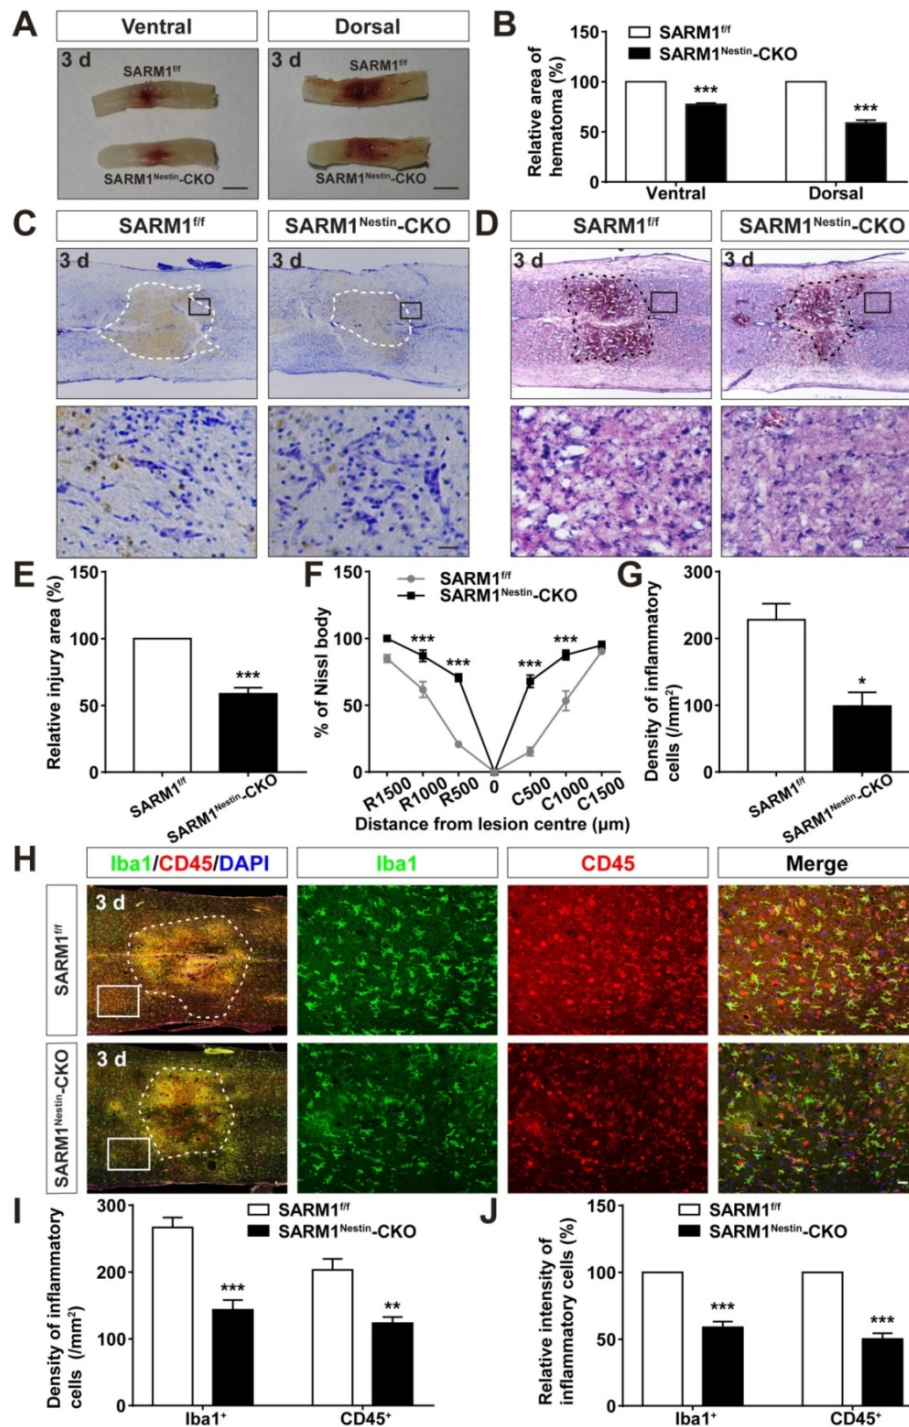 A
Ventral
Dorsal
3 d
SARM1f/f
SARM1Nestin-CKO
3 d
SARM1f/f
SARM1Nestin-CKO
B
SARM1f/f
SARM1Nestin-CKO
Relative area of
hematoma (%)
150
100
50
0
***
***
Ventral
Dorsal
C
SARM1f/f
SARM1Nestin-CKO
3 d
3 d
D
SARM1f/f
SARM1Nestin-CKO
3 d
3 d
E
Relative injury area (%)
150
100
50
0
***
SARM1f/f
SARM1Nestin-CKO
F
SARM1f/f
SARM1Nestin-CKO
% of Nissl body
150
100
50
0
***
***
***
***
R1500
R1000
R500
0
C500
C1000
C1500
Distance from lesion centre (μm)
G
Density of inflammatory
cells (/mm²)
300
200
100
0
*
SARM1f/f
SARM1Nestin-CKO
H
Iba1/CD45/DAPI
Iba1
CD45
Merge
SARM1f/f
3 d
SARM1Nestin-CKO
3 d
I
SARM1f/f
SARM1Nestin-CKO
Density of inflammatory
cells (/mm²)
300
200
100
0
***
**
Iba1⁺
CD45⁺
J
SARM1f/f
SARM1Nestin-CKO
Relative intensity of
inflammatory cells (%)
150
100
50
0
***
***
Iba1⁺
CD45⁺